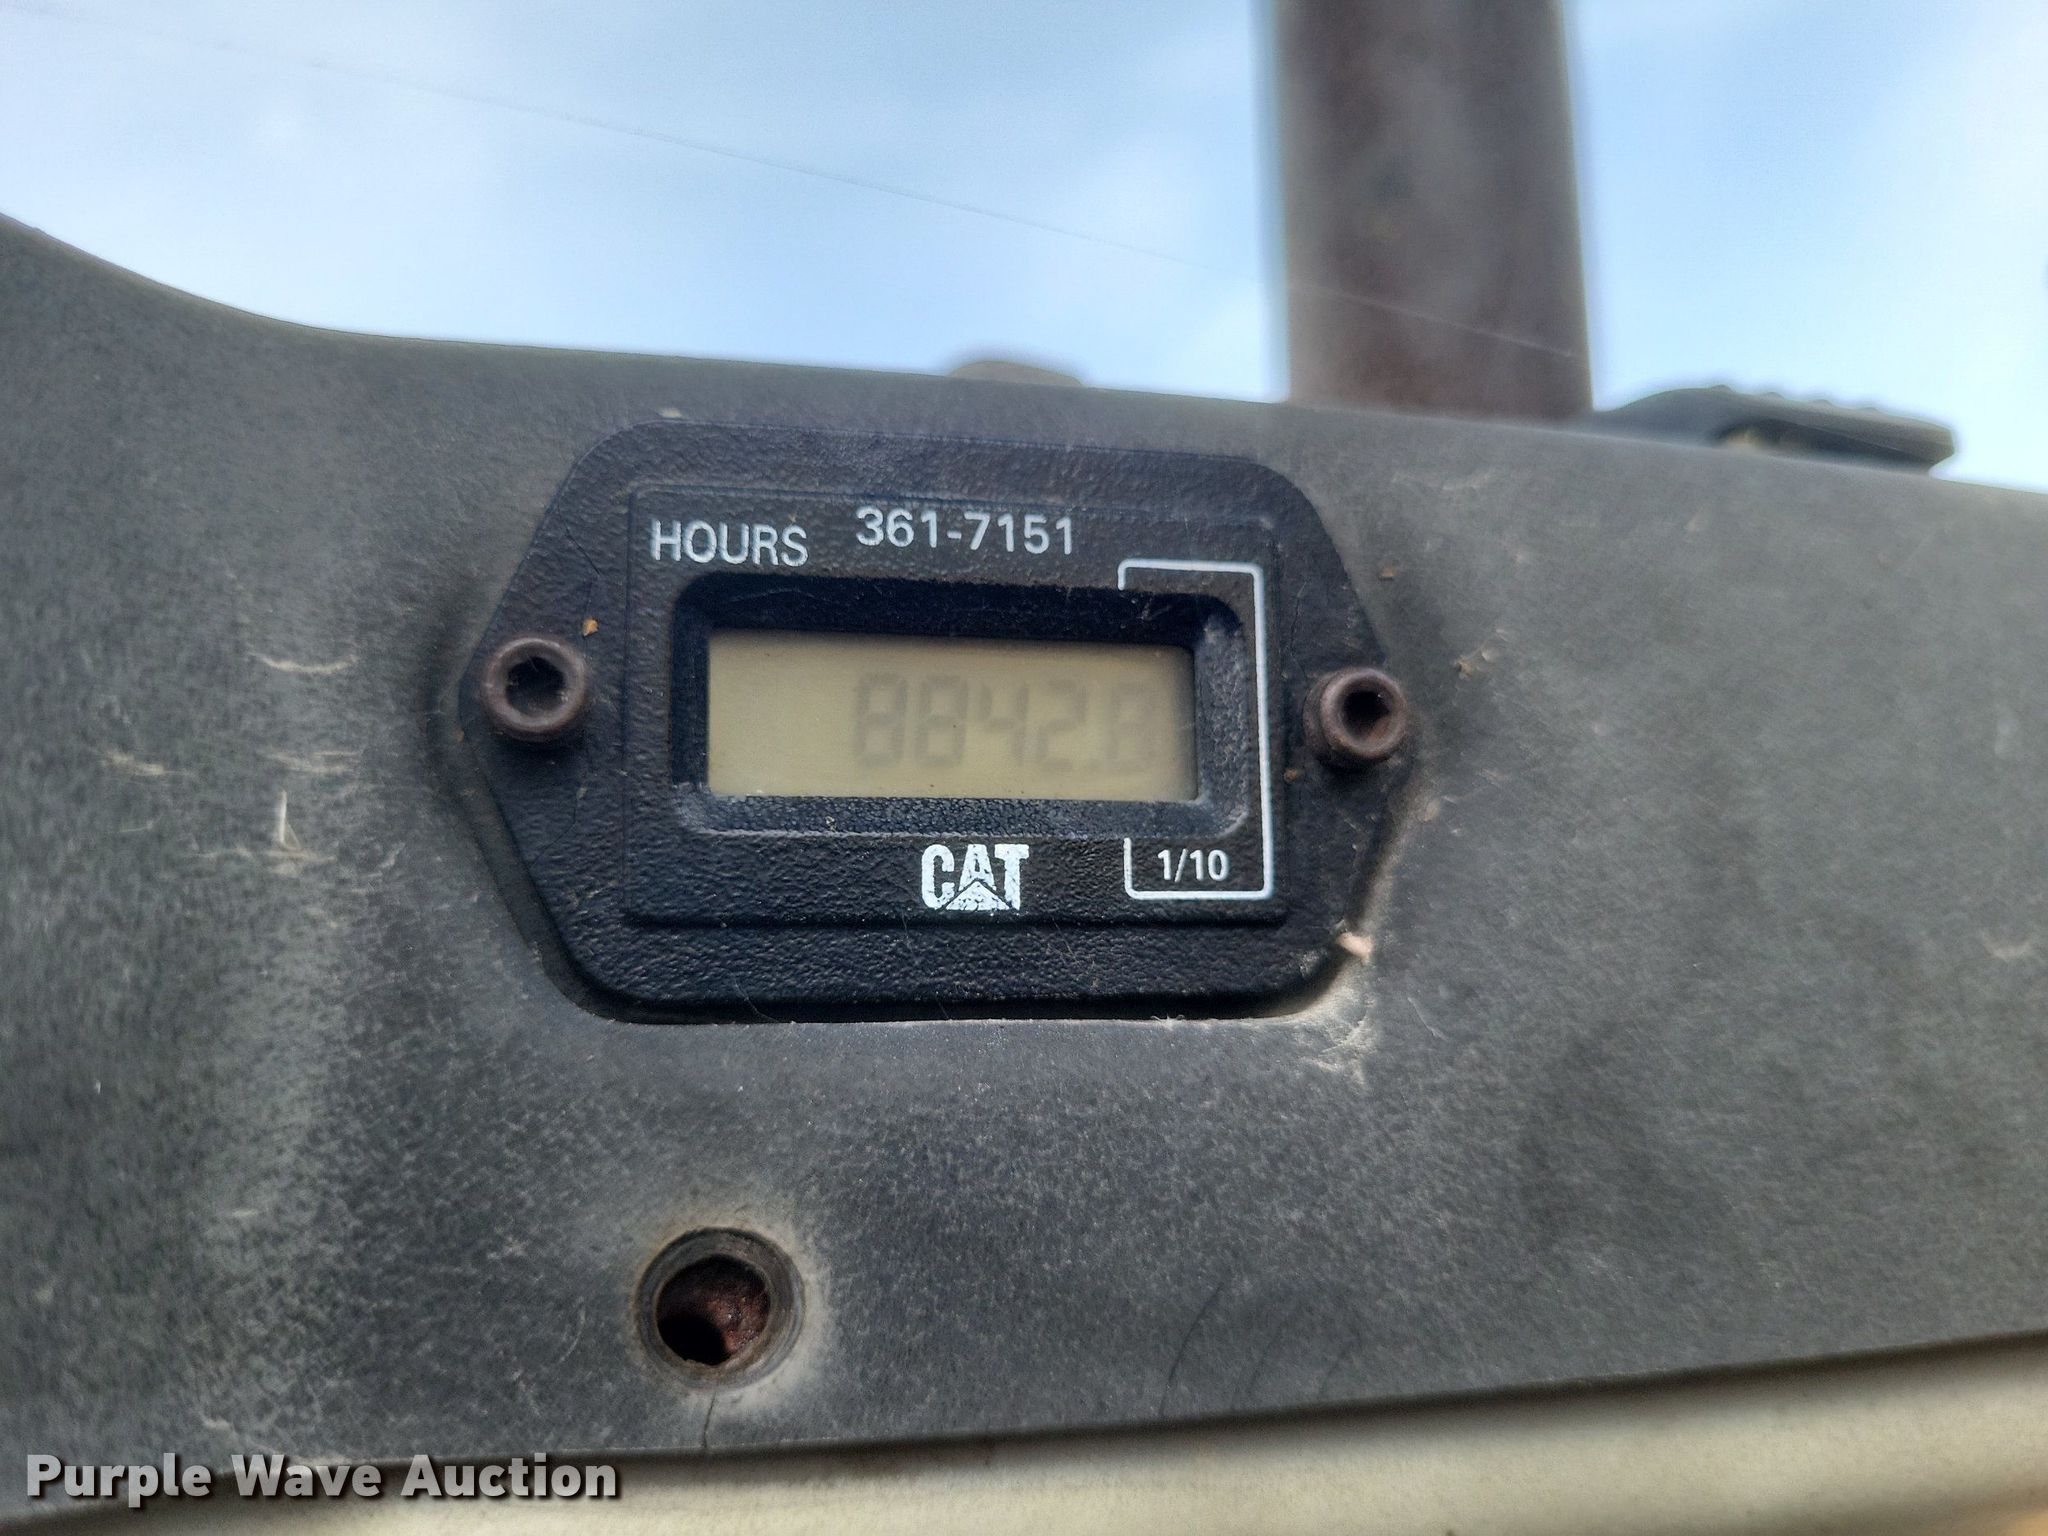 HOURS 361-7151
8842.8
CAT
1/10
Purple Wave Auction